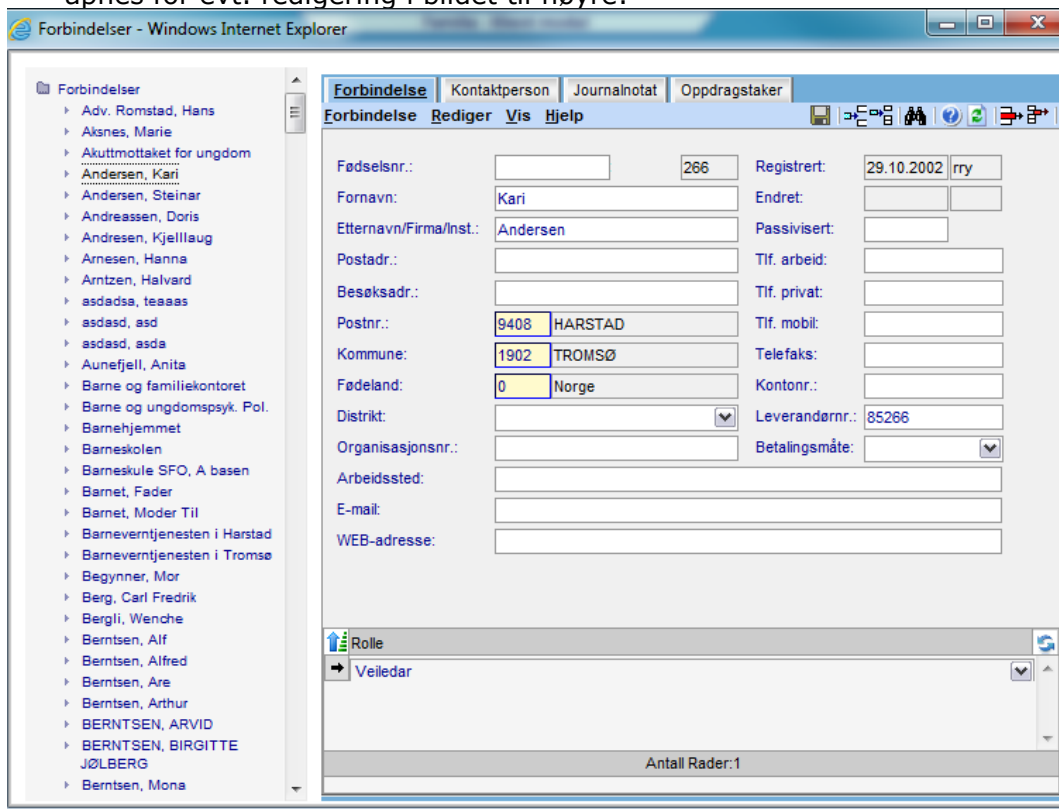 åpnes for evt. redigering i bildet til høyre.
Forbindelser - Windows Internet Explorer
Forbindelser
Adv. Romstad, Hans
Aksnes, Marie
Akuttmottaket for ungdom
Andersen, Kari
Andersen, Steinar
Andreassen, Doris
Andresen, Kjelllaug
Arnesen, Hanna
Arntzen, Halvard
asdadsa, teaaas
asdasd, asd
asdasd, asda
Aunefjell, Anita
Barne og familiekontoret
Barne og ungdomspsyk. Pol.
Barnehjemmet
Barneskolen
Barneskule SFO, A basen
Barnet, Fader
Barnet, Moder Til
Barneverntjenesten i Harstad
Barneverntjenesten i Tromsø
Begynner, Mor
Berg, Carl Fredrik
Bergli, Wenche
Berntsen, Alf
Berntsen, Alfred
Berntsen, Are
Berntsen, Arthur
BERNTSEN, ARVID
BERNTSEN, BIRGITTE
JØLBERG
Berntsen, Mona
Forbindelse Kontaktperson Journalnotat Oppdragstaker
Forbindelse Rediger Vis Hjelp
Fødselsnr.: 266 Registrert: 29.10.2002 rry
Fornavn: Kari Endret:
Etternavn/Firma/Inst.: Andersen Passivisert:
Postadr.: Tlf. arbeid:
Besøksadr.: Tlf. privat:
Postnr.: 9408 HARSTAD Tlf. mobil:
Kommune: 1902 TROMSØ Telefaks:
Fødeland: 0 Norge Kontonr.:
Distrikt: Leverandørnr.: 85266
Organisasjonsnr.: Betalingsmåte:
Arbeidssted:
E-mail:
WEB-adresse:
Rolle
Veiledar
Antall Rader:1